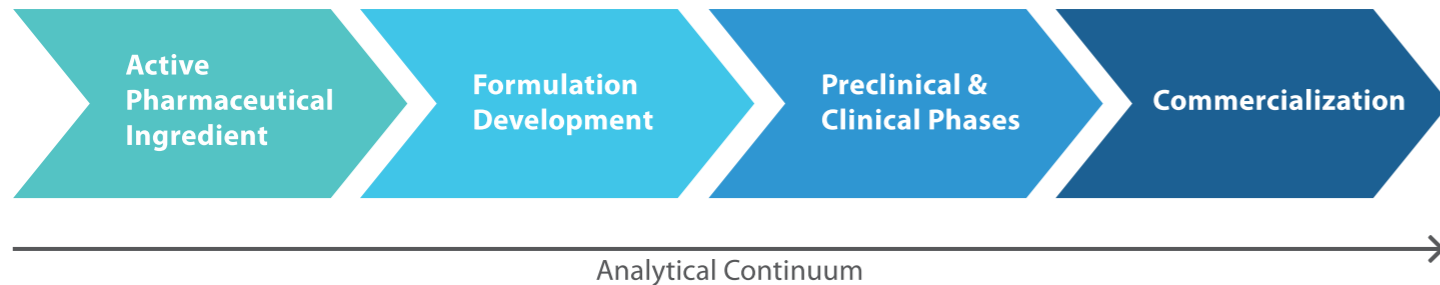 Active
Pharmaceutical
Ingredient
Formulation
Development
Preclinical &
Clinical Phases
Commercialization
Analytical Continuum